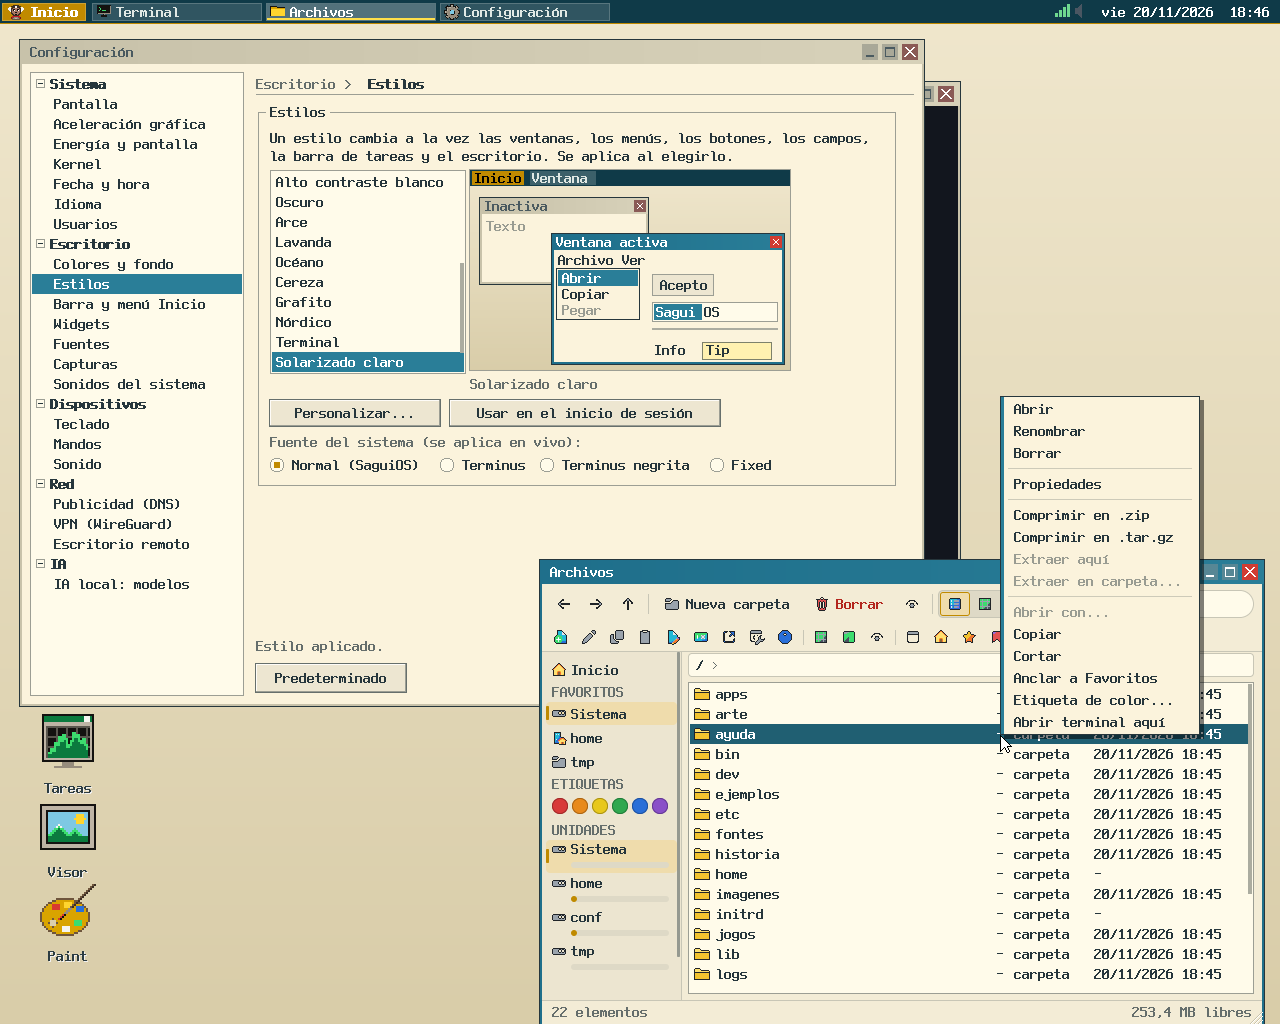 Inicio
Terminal
Archivos
Configuración
vie 20/11/2026 18:46
Configuración
Sistema
Pantalla
Aceleración gráfica
Energía y pantalla
Kernel
Fecha y hora
Idioma
Usuarios
Escritorio
Colores y fondo
Estilos
Barra y menú Inicio
Widgets
Fuentes
Capturas
Sonidos del sistema
Dispositivos
Teclado
Mandos
Sonido
Red
Publicidad (DNS)
VPN (WireGuard)
Escritorio remoto
IA
IA local: modelos
Escritorio > Estilos
Estilos
Un estilo cambia a la vez las ventanas, los menús, los botones, los campos,
la barra de tareas y el escritorio. Se aplica al elegirlo.
Alto contraste blanco
Oscuro
Arce
Lavanda
Océano
Cereza
Grafito
Nórdico
Terminal
Solarizado claro
Inicio Ventana
Inactiva
Texto
Ventana activa
Archivo Ver
Abrir
Copiar
Pegar
Acepto
Sagui OS
Info
Tip
Solarizado claro
Personalizar...
Usar en el inicio de sesión
Fuente del sistema (se aplica en vivo):
Normal (SaguiOS)
Terminus
Terminus negrita
Fixed
Estilo aplicado.
Predeterminado
Tareas
Visor
Paint
Archivos
Nueva carpeta
Borrar
Inicio
FAVORITOS
Sistema
home
tmp
ETIQUETAS
UNIDADES
Sistema
home
conf
tmp
/ >
apps :45
arte :45
ayuda - carpeta 20/11/2026 18:45
bin - carpeta 20/11/2026 18:45
dev - carpeta 20/11/2026 18:45
ejemplos - carpeta 20/11/2026 18:45
etc - carpeta 20/11/2026 18:45
fontes - carpeta 20/11/2026 18:45
historia - carpeta 20/11/2026 18:45
home - carpeta -
imagenes - carpeta 20/11/2026 18:45
initrd - carpeta -
jogos - carpeta 20/11/2026 18:45
lib - carpeta 20/11/2026 18:45
logs - carpeta 20/11/2026 18:45
22 elementos
253,4 MB libres
Abrir
Renombrar
Borrar
Propiedades
Comprimir en .zip
Comprimir en .tar.gz
Extraer aquí
Extraer en carpeta...
Abrir con...
Copiar
Cortar
Anclar a Favoritos
Etiqueta de color...
Abrir terminal aquí